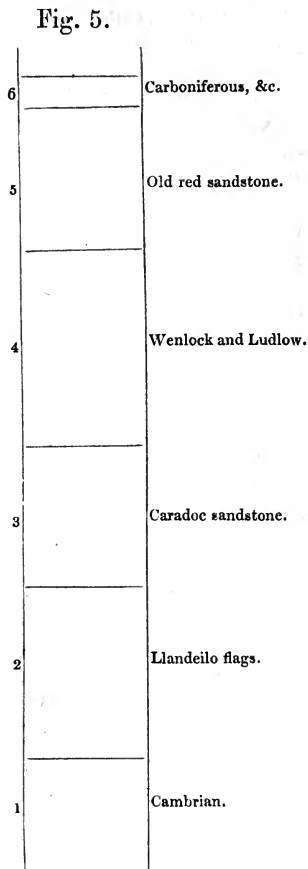 Fig. 5.
6 Carboniferous, &c.
5 Old red sandstone.
4 Wenlock and Ludlow.
3 Caradoc sandstone.
2 Llandeilo flags.
1 Cambrian.